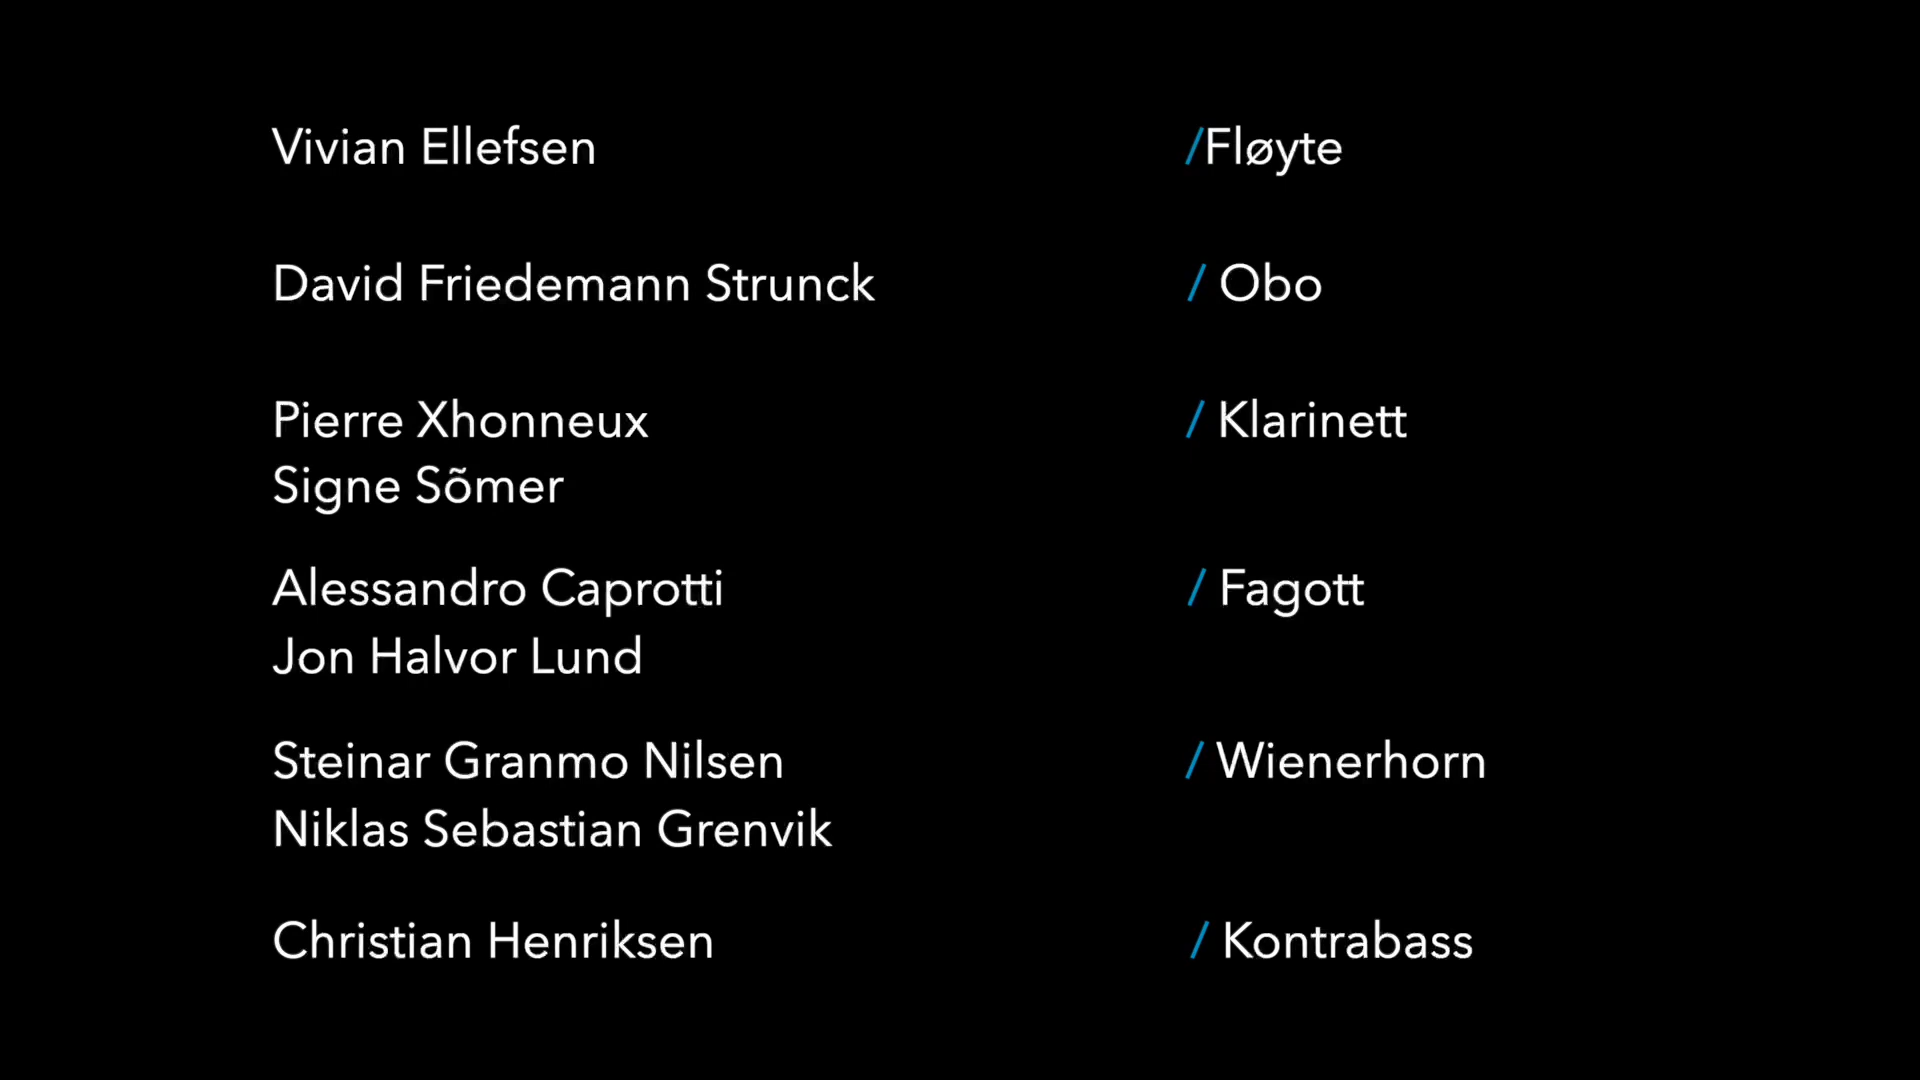 Vivian Ellefsen /Fløyte
David Friedemann Strunck / Obo
Pierre Xhonneux / Klarinett
Signe Sõmer
Alessandro Caprotti / Fagott
Jon Halvor Lund
Steinar Granmo Nilsen / Wienerhorn
Niklas Sebastian Grenvik
Christian Henriksen / Kontrabass